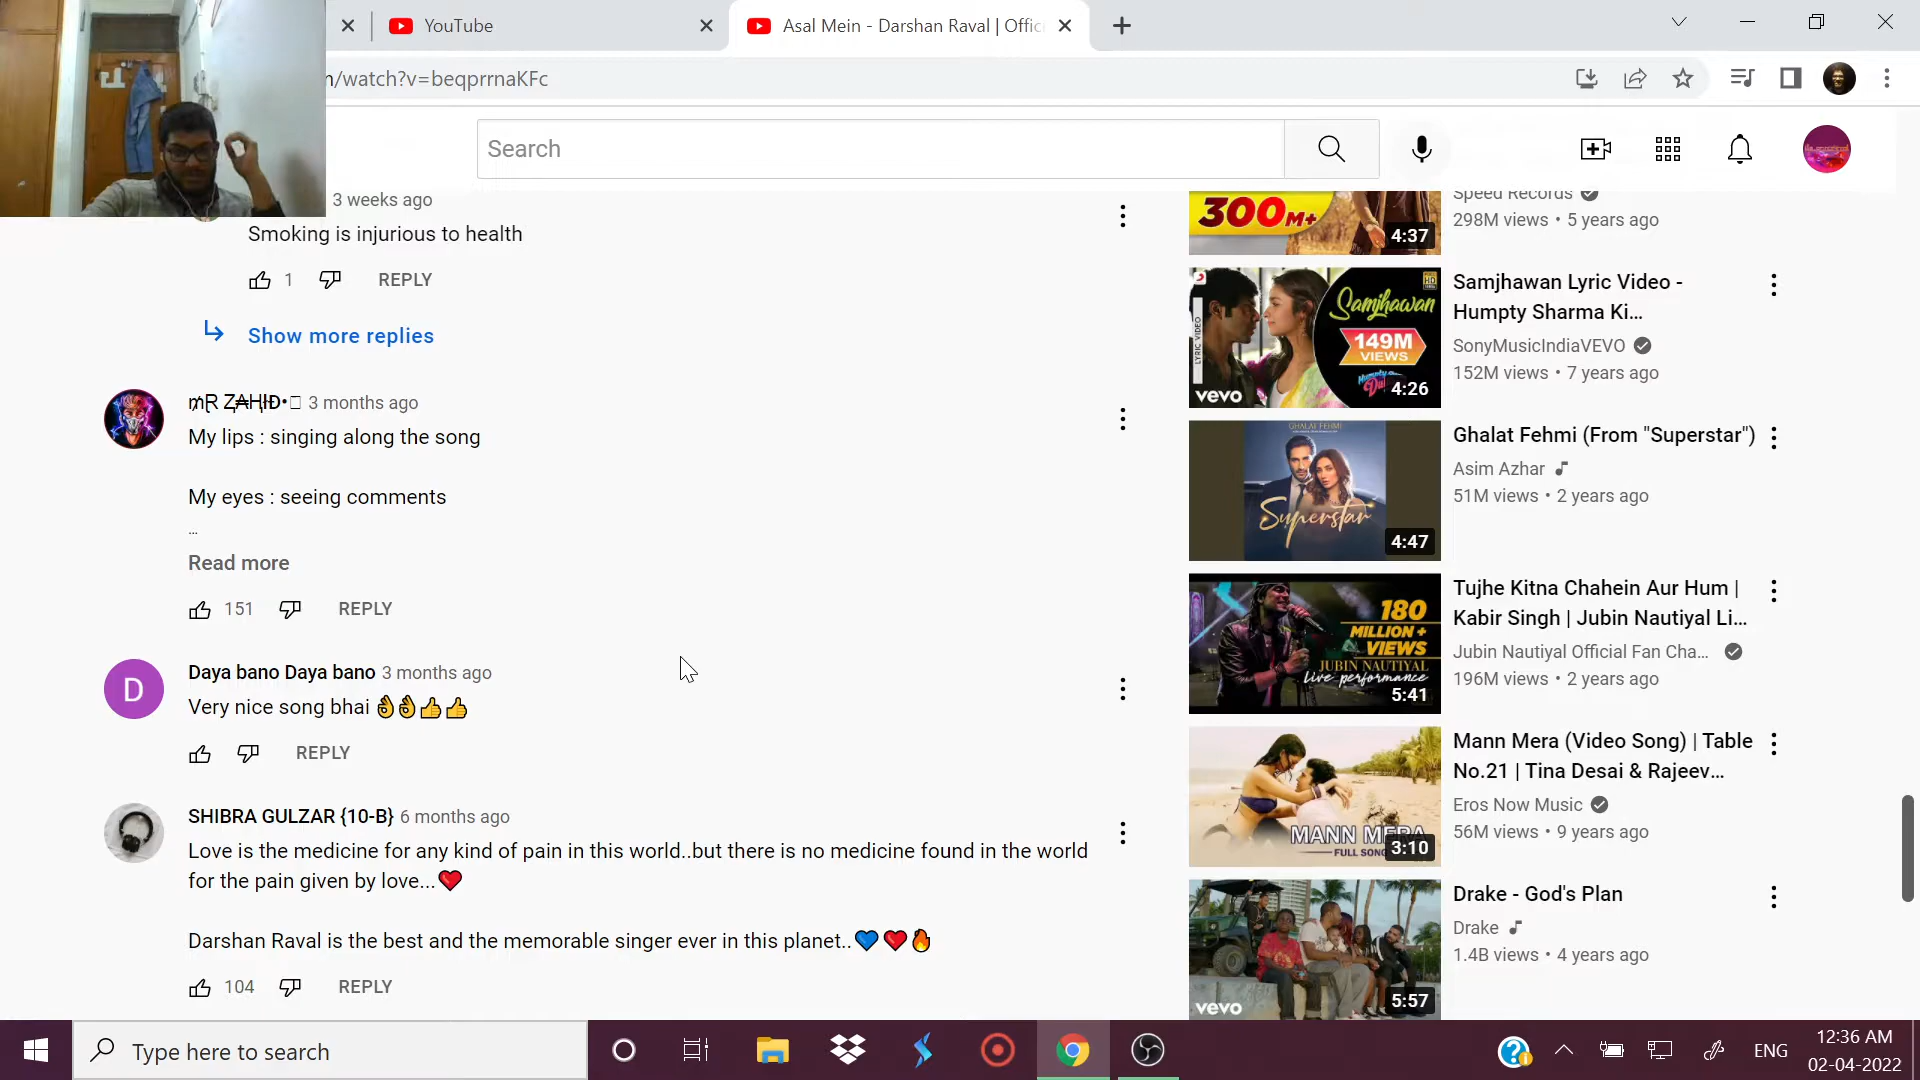 YouTube
Asal Mein - Darshan Raval | Offic
/watch?v=beqprrnaKFc
Search
3 weeks ago
Smoking is injurious to health
1
REPLY
Show more replies
3 months ago
My lips : singing along the song
My eyes : seeing comments
...
Read more
151
REPLY
D
Daya bano Daya bano 3 months ago
Very nice song bhai 👌👌👍👍
REPLY
SHIBRA GULZAR {10-B} 6 months ago
Love is the medicine for any kind of pain in this world..but there is no medicine found in the world
for the pain given by love...❤️
Darshan Raval is the best and the memorable singer ever in this planet..💙❤️🔥
104
REPLY
300M+
4:37
Speed Records
298M views • 5 years ago
LYRIC VIDEO
Samjhawan
149M
VIEWS
vevo
4:26
Samjhawan Lyric Video -
Humpty Sharma Ki...
SonyMusicIndiaVEVO
152M views • 7 years ago
GHALAT FEHMI
Superstar
4:47
Ghalat Fehmi (From "Superstar")
Asim Azhar
51M views • 2 years ago
180
MILLION +
VIEWS
JUBIN NAUTIYAL
Live performance
5:41
Tujhe Kitna Chahein Aur Hum |
Kabir Singh | Jubin Nautiyal Li...
Jubin Nautiyal Official Fan Cha...
196M views • 2 years ago
MANN MERA
FULL SONG
3:10
Mann Mera (Video Song) | Table
No.21 | Tina Desai & Rajeev...
Eros Now Music
56M views • 9 years ago
vevo
5:57
Drake - God's Plan
Drake
1.4B views • 4 years ago
Type here to search
ENG
12:36 AM
02-04-2022